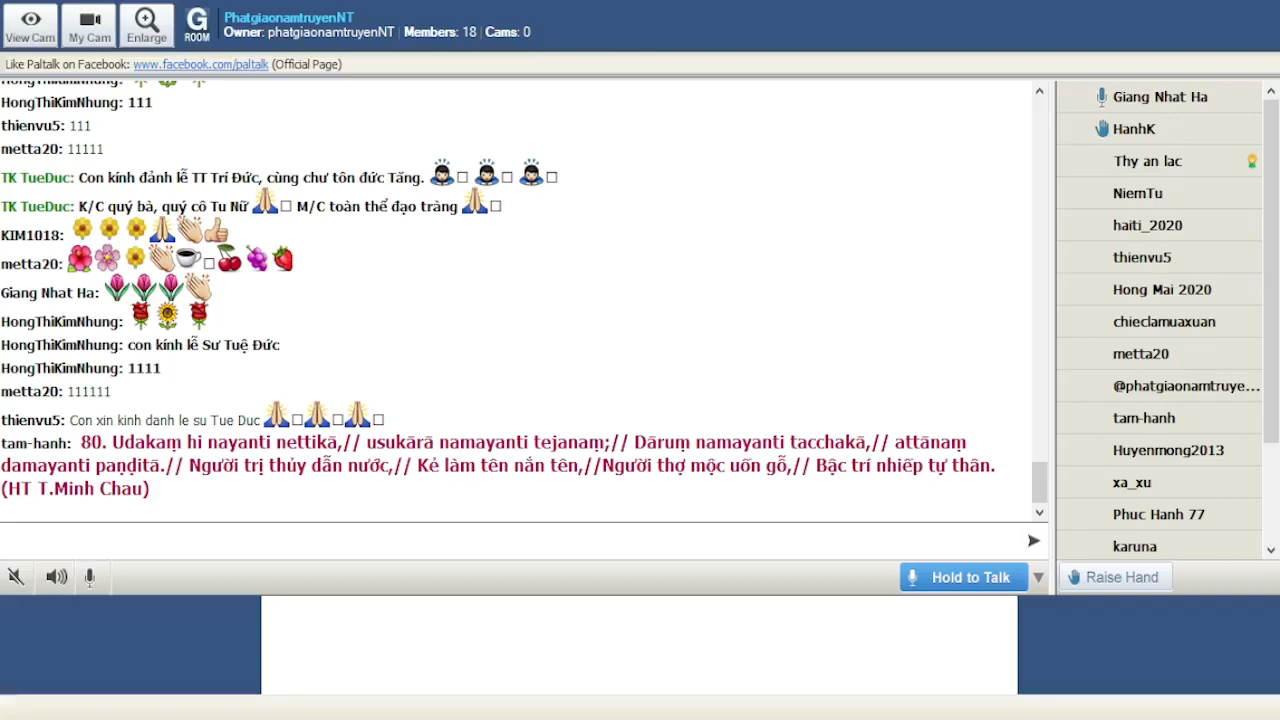 View Cam
My Cam
Enlarge
G
ROOM
PhatgiaonamtruyenNT
Owner: phatgiaonamtruyenNT | Members: 18 | Cams: 0
Like Paltalk on Facebook: www.facebook.com/paltalk (Official Page)
HongThiKimNhung:
HongThiKimNhung: 111
thienvu5: 111
metta20: 11111
TK TueDuc: Con kính đảnh lễ TT Trí Đức, cùng chư tôn đức Tăng.
TK TueDuc: K/C quý bà, quý cô Tu Nữ M/C toàn thể đạo tràng
KIM1018:
metta20:
Giang Nhat Ha:
HongThiKimNhung:
HongThiKimNhung: con kính lễ Sư Tuệ Đức
HongThiKimNhung: 1111
metta20: 111111
thienvu5: Con xin kinh danh le su Tue Duc
tam-hanh: 80. Udakaṃ hi nayanti nettikā,// usukārā namayanti tejanaṃ;// Dāruṃ namayanti tacchakā,// attānaṃ
damayanti paṇḍitā.// Người trị thủy dẫn nước,// Kẻ làm tên nắn tên,//Người thợ mộc uốn gỗ,// Bậc trí nhiếp tự thân.
(HT T.Minh Chau)
Hold to Talk
Giang Nhat Ha
HanhK
Thy an lac
NiemTu
haiti_2020
thienvu5
Hong Mai 2020
chieclamuaxuan
metta20
@phatgiaonamtruye...
tam-hanh
Huyenmong2013
xa_xu
Phuc Hanh 77
karuna
Raise Hand